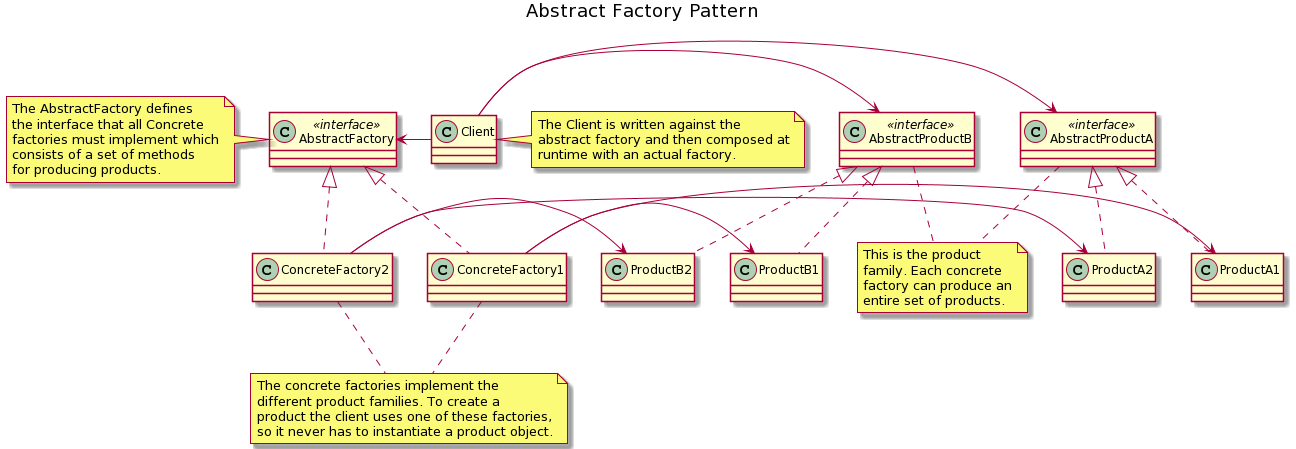 Abstract Factory Pattern
The AbstractFactory defines
the interface that all Concrete
factories must implement which
consists of a set of methods
for producing products.
C
«interface»
AbstractFactory
C Client
The Client is written against the
abstract factory and then composed at
runtime with an actual factory.
C
«interface»
AbstractProductB
C
«interface»
AbstractProductA
C ConcreteFactory2
C ConcreteFactory1
C ProductB2
C ProductB1
This is the product
family. Each concrete
factory can produce an
entire set of products.
C ProductA2
C ProductA1
The concrete factories implement the
different product families. To create a
product the client uses one of these factories,
so it never has to instantiate a product object.